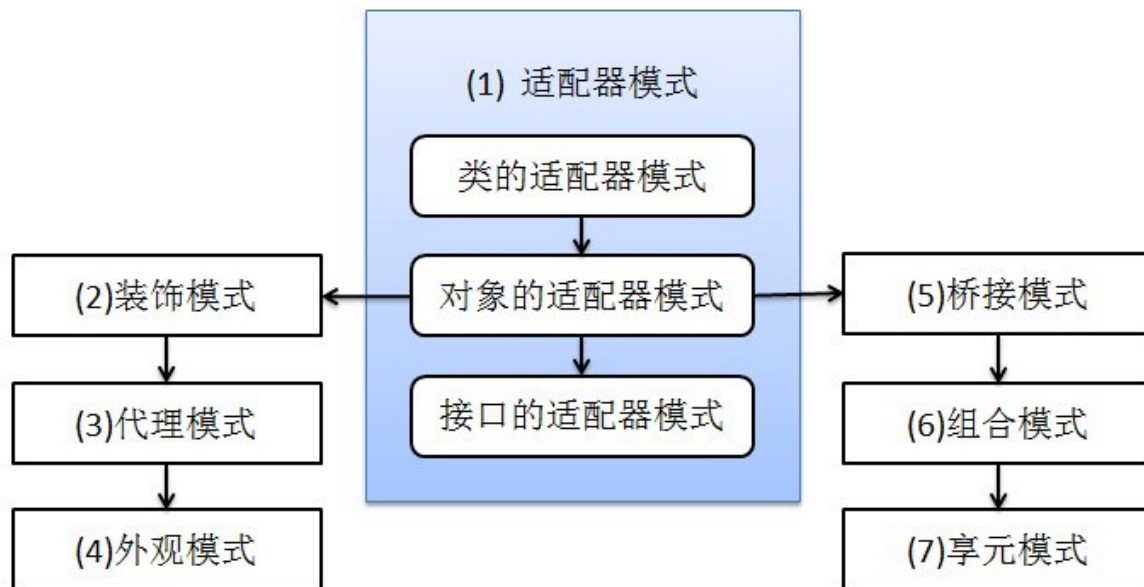 (1) 适配器模式
类的适配器模式
对象的适配器模式
接口的适配器模式
(2)装饰模式
(3)代理模式
(4)外观模式
(5)桥接模式
(6)组合模式
(7)享元模式